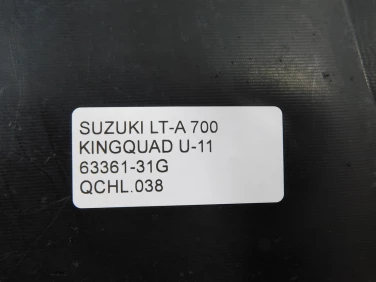 SUZUKI LT-A 700
KINGQUAD U-11
63361-31G
QCHL.038